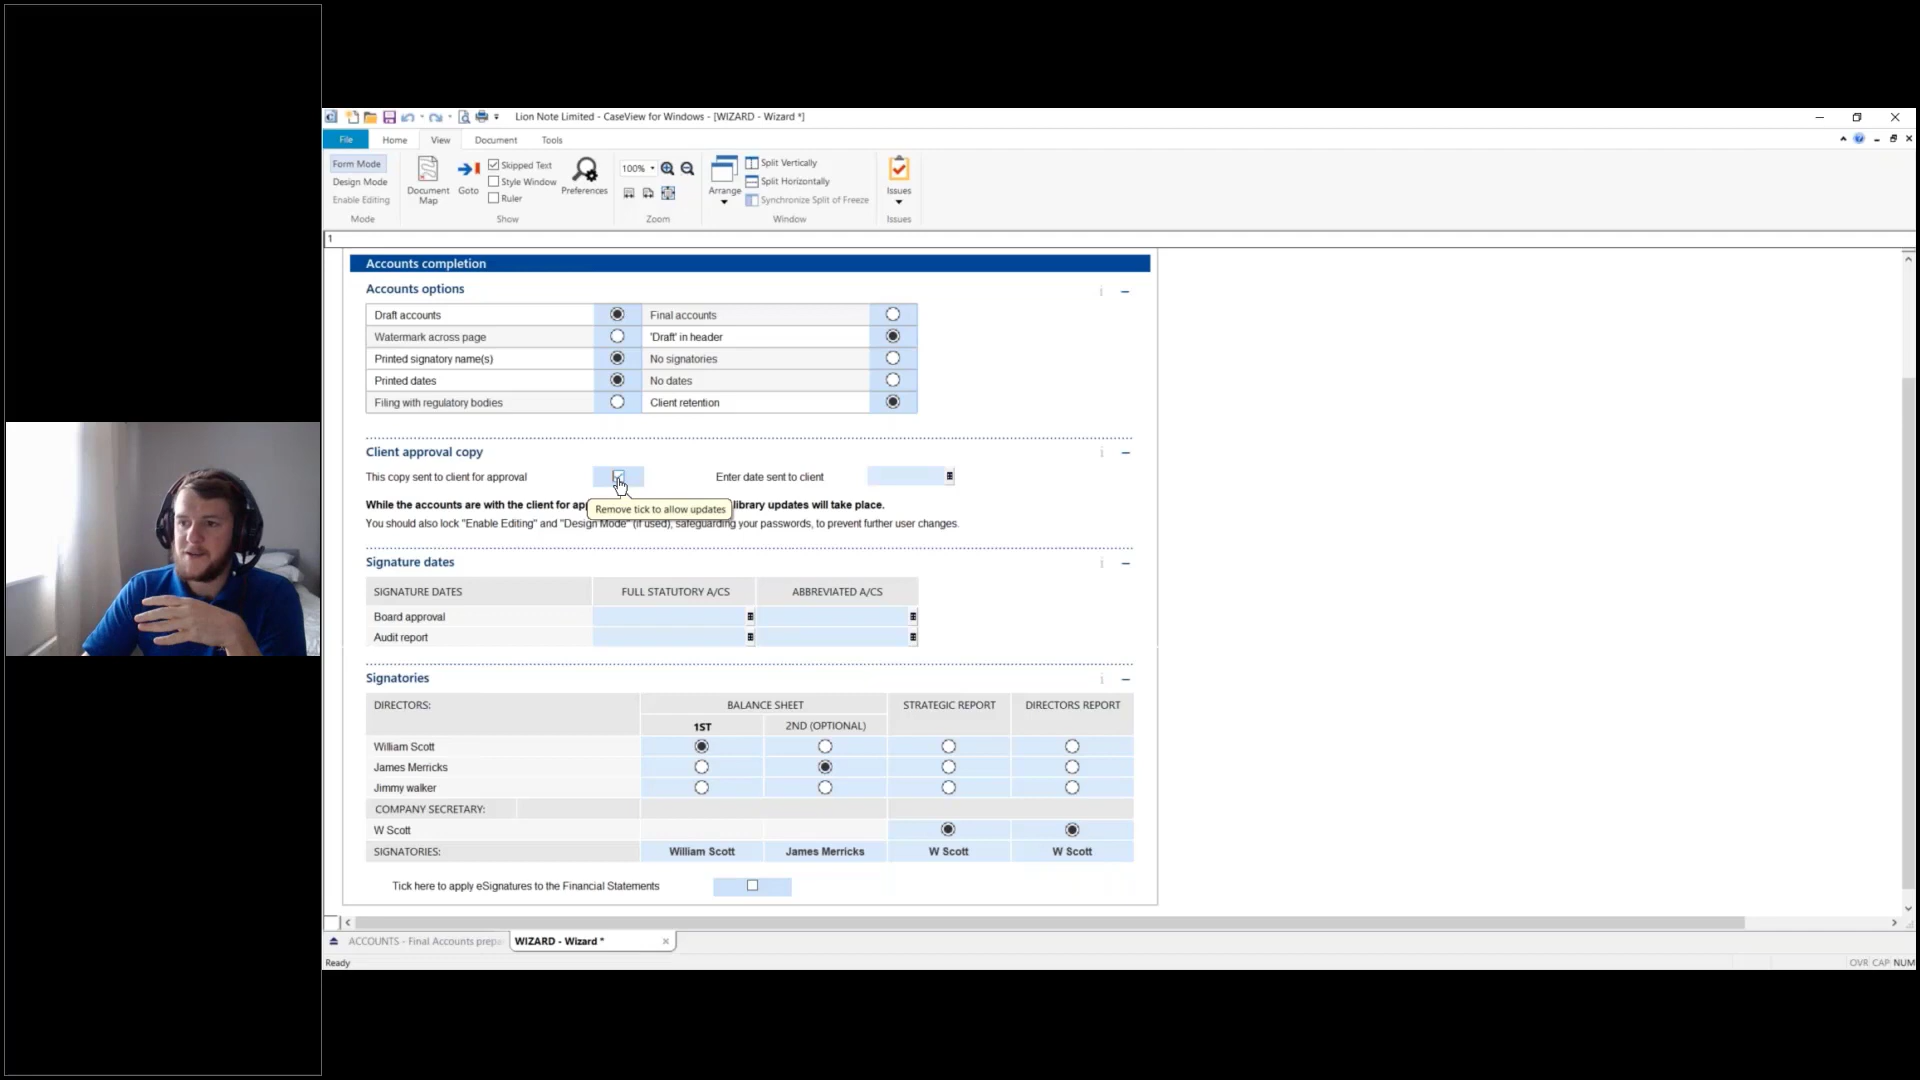 Lion Note Limited - CaseView for Windows - [WIZARD - Wizard *]
File Home View Document Tools
Form Mode
Design Mode
Enable Editing
Mode
Document Map
Goto
Skipped Text
Style Window
Ruler
Show
Preferences
100%
Zoom
Arrange
Split Vertically
Split Horizontally
Synchronize Split of Freeze
Window
Issues
Issues
1
Accounts completion
Accounts options
Draft accounts Final accounts
Watermark across page 'Draft' in header
Printed signatory name(s) No signatories
Printed dates No dates
Filing with regulatory bodies Client retention
Client approval copy
This copy sent to client for approval Enter date sent to client
While the accounts are with the client for library updates will take place.
Remove tick to allow updates
You should also lock "Enable Editing" and "Design Mode" (if used), safeguarding your passwords, to prevent further user changes.
Signature dates
SIGNATURE DATES FULL STATUTORY A/CS ABBREVIATED A/CS
Board approval
Audit report
Signatories
DIRECTORS: BALANCE SHEET STRATEGIC REPORT DIRECTORS REPORT
1ST 2ND (OPTIONAL)
William Scott
James Merricks
Jimmy walker
COMPANY SECRETARY:
W Scott
SIGNATORIES: William Scott James Merricks W Scott W Scott
Tick here to apply eSignatures to the Financial Statements
ACCOUNTS - Final Accounts prepa WIZARD - Wizard *
Ready OVR CAP NUM